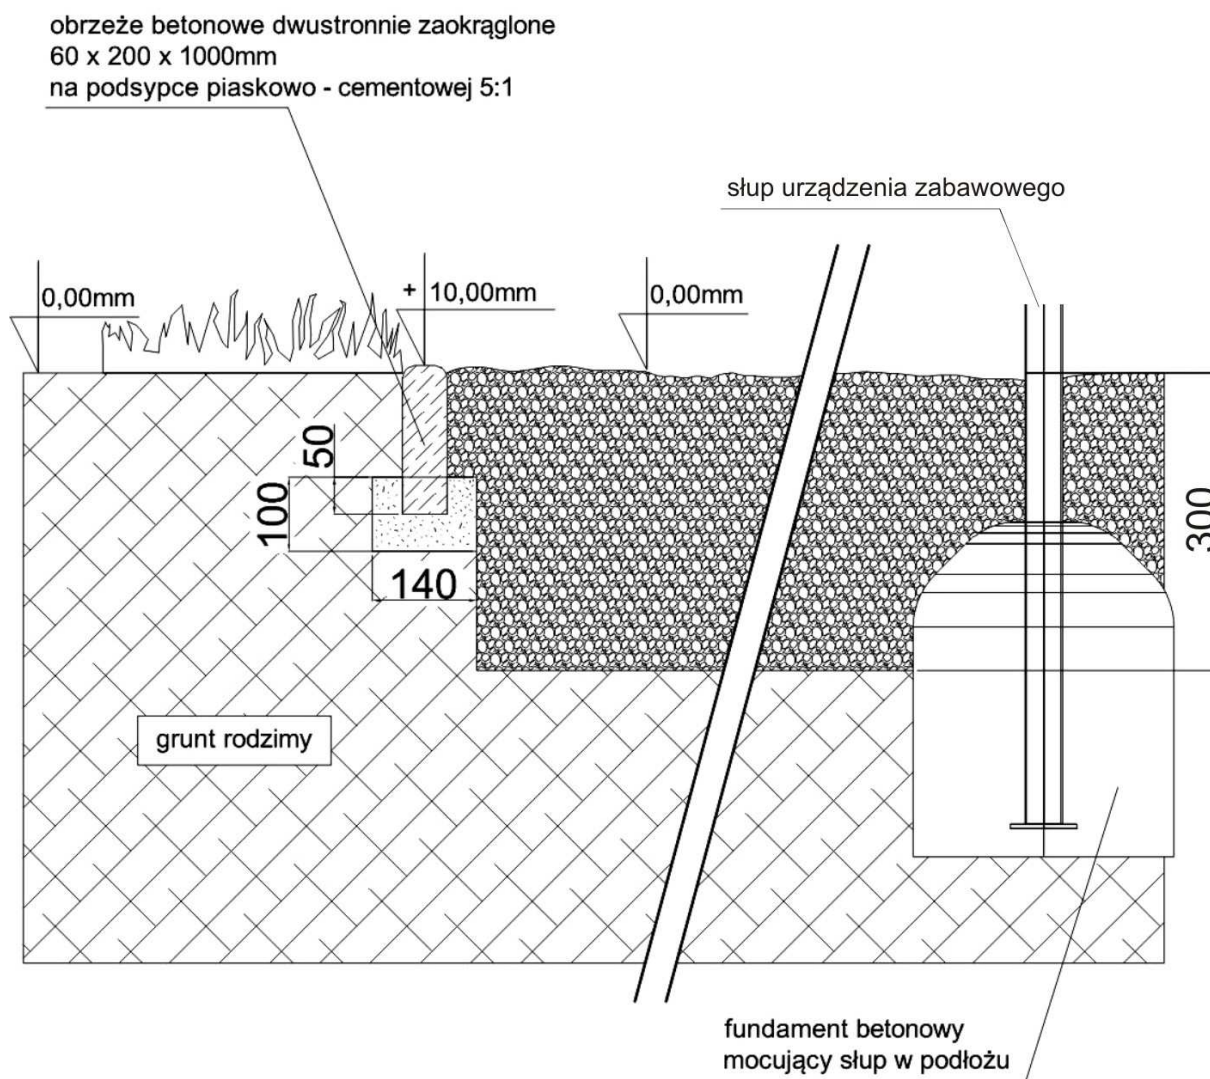 obrzeże betonowe dwustronnie zaokrąglone
60 x 200 x 1000mm
na podsypce piaskowo - cementowej 5:1
słup urządzenia zabawowego
0,00mm
+ 10,00mm
0,00mm
50
100
140
300
grunt rodzimy
fundament betonowy
mocujący słup w podłożu